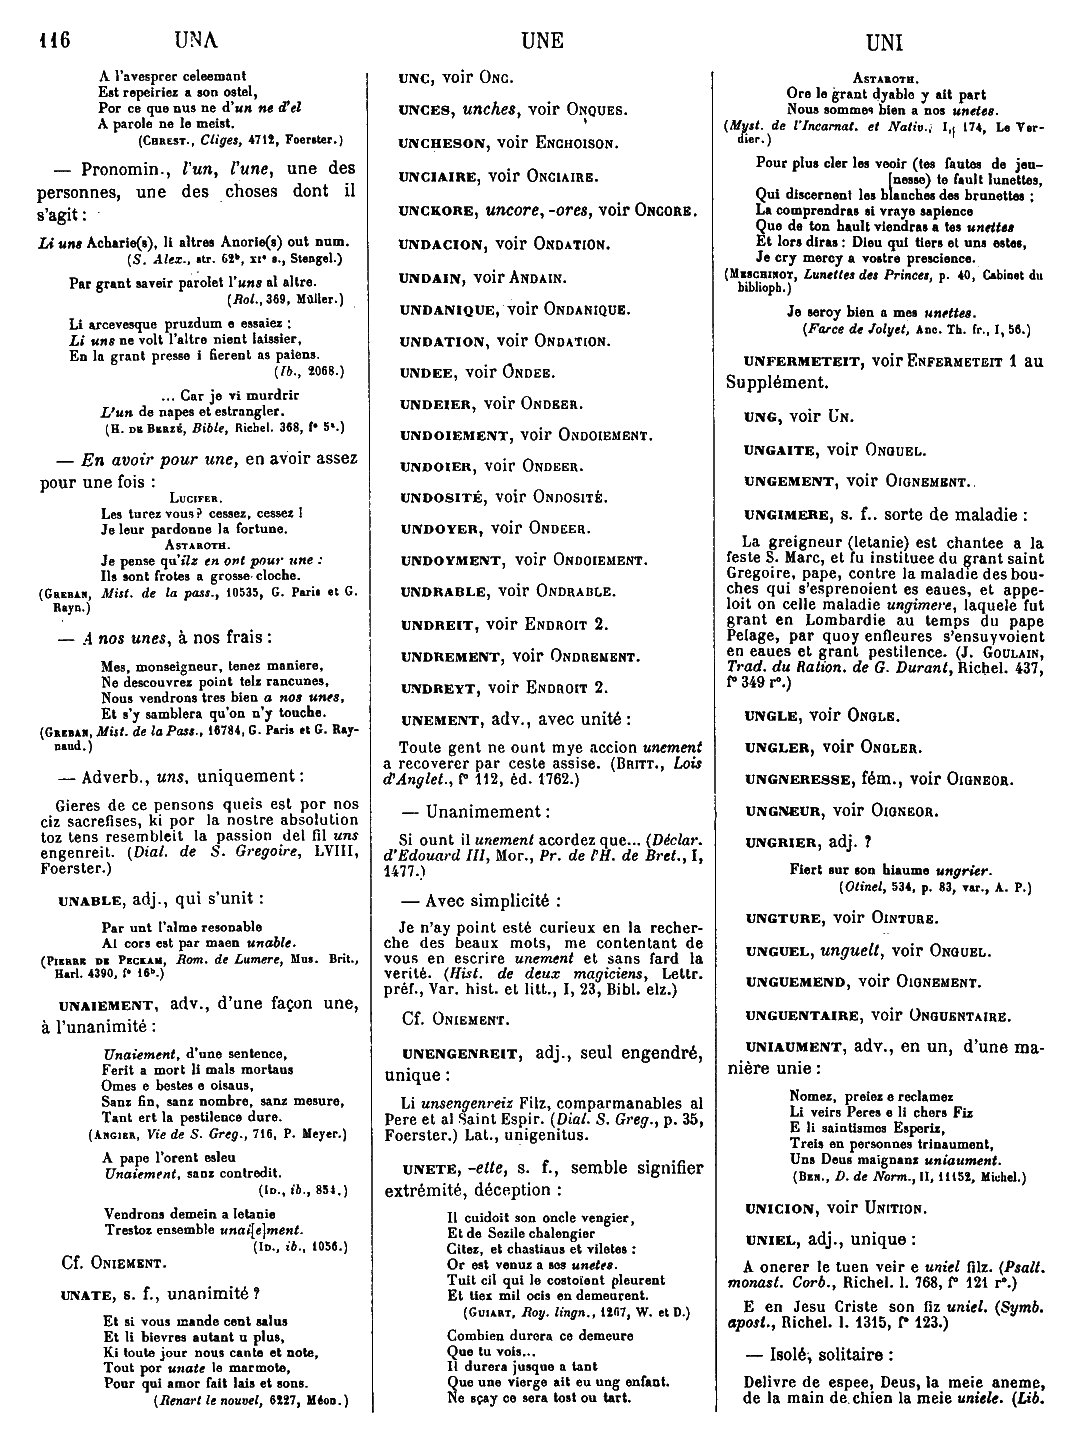 116 UNA UNE UNI
A l'avesprer celeemant
Est repeiriez a son ostel,
Por ce que nus ne d'un ne d'el
A parole ne le meist.
(Chrest., Cliges, 4712, Foerster.)
— Pronomin., l'un, l'une, une des
personnes, une des choses dont il
s'agit :
Li uns Acharie(s), li altres Anorie(s) out num.
(S. Alex., str. 62b, xie s., Stengel.)
Par grant saveir parolet l'uns al altre.
(Rol., 369, Müller.)
Li arcevesque pruzdum e essaiez :
Li uns ne volt l'altre nient laissier,
En la grant presse i fierent as paiens.
(Ib., 2068.)
... Car je vi murdrir
L'un de napes et estrangler.
(H. de Berzé, Bible, Richel. 368, f° 5a.)
— En avoir pour une, en avoir assez
pour une fois :
Lucifer.
Les turez vous? cessez, cessez !
Je leur pardonne la fortune.
Astaroth.
Je pense qu'ilz en ont pour une :
Ils sont frotes a grosse cloche.
(Greban, Mist. de la pass., 10535, G. Paris et G.
Rayn.)
— A nos unes, à nos frais :
Mes, monseigneur, tenez maniere,
Ne descouvrez point telz rancunes,
Nous vendrons tres bien a nos unes,
Et s'y samblera qu'on n'y touche.
(Greban, Mist. de la Pass., 16784, G. Paris et G. Ray-
naud.)
— Adverb., uns, uniquement :
Gieres de ce pensons queis est por nos
ciz sacrefises, ki por la nostre absolution
toz tens resembleit la passion del fil uns
engenreit. (Dial. de S. Gregoire, LVIII,
Foerster.)
UNABLE, adj., qui s'unit :
Par unt l'alme resonable
Al cors est par maen unable.
(Pierre de Peckam, Rom. de Lumere, Mus. Brit.,
Harl. 4390, f° 16b.)
UNAIEMENT, adv., d'une façon une,
à l'unanimité :
Unaiement, d'une sentence,
Ferit a mort li mals mortaus
Omes e bestes e oisaus,
Sanz fin, sanz nombre, sanz mesure,
Tant ert la pestilence dure.
(Angier, Vie de S. Greg., 716, P. Meyer.)
A pape l'orent esleu
Unaiement, sanz contredit.
(Id., ib., 854.)
Vendrons demein a letanie
Trestoz ensemble unai[e]ment.
(Id., ib., 1056.)
Cf. Oniement.
UNATE, s. f., unanimité ?
Et si vous mande cent salus
Et li bievres autant u plus,
Ki toute jour nous cante et note,
Tout por unate le marmote,
Pour qui amor fait lais et sons.
(Renart le nouvel, 6227, Méon.)
UNC, voir Onc.
UNCES, unches, voir Onques.
UNCHESON, voir Enchoison.
UNCIAIRE, voir Onciaire.
UNCKORE, uncore, -ores, voir Oncore.
UNDACION, voir Ondation.
UNDAIN, voir Andain.
UNDANIQUE, voir Ondanique.
UNDATION, voir Ondation.
UNDEE, voir Ondee.
UNDEIER, voir Ondeer.
UNDOIEMENT, voir Ondoiement.
UNDOIER, voir Ondeer.
UNDOSITÉ, voir Ondosité.
UNDOYER, voir Ondeer.
UNDOYMENT, voir Ondoiement.
UNDRABLE, voir Ondrable.
UNDREIT, voir Endroit 2.
UNDREMENT, voir Ondrement.
UNDREYT, voir Endroit 2.
UNEMENT, adv., avec unité :
Toute gent ne ount mye accion unement
a recoverer par ceste assise. (Britt., Lois
d'Anglet., f° 112, éd. 1762.)
— Unanimement :
Si ount il unement acordez que... (Déclar.
d'Edouard III, Mor., Pr. de l'H. de Bret., I,
1477.)
— Avec simplicité :
Je n'ay point esté curieux en la recher-
che des beaux mots, me contentant de
vous en escrire unement et sans fard la
verité. (Hist. de deux magiciens, Lettr.
préf., Var. hist. et litt., I, 23, Bibl. elz.)
Cf. Oniement.
UNENGENREIT, adj., seul engendré,
unique :
Li unsengenreiz Filz, comparmanables al
Pere et al Saint Espir. (Dial. S. Greg., p. 35,
Foerster.) Lat., unigenitus.
UNETE, -ette, s. f., semble signifier
extrémité, déception :
Il cuidoit son oncle vengier,
Et de Sezile chalengier
Citez, et chastiaus et viletes :
Or est venuz a sos unetes.
Tuit cil qui le costoient pleurent
Et tiex mil ocis en demeurent.
(Guiart, Roy. lingn., 1267, W. et D.)
Combien durera ce demeure
Que tu vois...
Il durera jusque a tant
Que une vierge ait eu ung enfant.
Ne sçay ce sera tost ou tart.
Astaroth.
Ore le grant dyable y ait part
Nous sommes bien a nos unetes.
(Myst. de l'Incarnat. et Nativ., I, 174, Le Ver-
dier.)
Pour plus cler les veoir (tes fautes de jeu-
[nesse) te fault lunettes,
Qui discernent les blanches des brunettes ;
La comprendras si vraye sapience
Que de ton hault viendras a tes unettes
Et lors diras : Dieu qui tiers et uns estes,
Je cry mercy a vostre prescience.
(Meschinot, Lunettes des Princes, p. 40, Cabinet du
biblioph.)
Je seroy bien a mes unettes.
(Farce de Jolyet, Anc. Th. fr., I, 56.)
UNFERMETEIT, voir Enfermeteit 1 au
Supplément.
UNG, voir Un.
UNGAITE, voir Onquel.
UNGEMENT, voir Oignement.
UNGIMERE, s. f., sorte de maladie :
La greigneur (letanie) est chantee a la
feste S. Marc, et fu instituee du grant saint
Gregoire, pape, contre la maladie des bou-
ches qui s'esprenoient es eaues, et appe-
loit on celle maladie ungimere, laquele fut
grant en Lombardie au temps du pape
Pelage, par quoy enfleures s'ensuyvoient
en eaues et grant pestilence. (J. Goulain,
Trad. du Ration. de G. Durant, Richel. 437,
f° 349 r°.)
UNGLE, voir Ongle.
UNGLER, voir Ongler.
UNGNERESSE, fém., voir Oigneor.
UNGNEUR, voir Oigneor.
UNGRIER, adj. ?
Fiert sur son hiaume ungrier.
(Otinel, 534, p. 83, var., A. P.)
UNGTURE, voir Ointure.
UNGUEL, unguelt, voir Onguel.
UNGUEMEND, voir Oignement.
UNGUENTAIRE, voir Onguentaire.
UNIAUMENT, adv., en un, d'une ma-
nière unie :
Nomez, preiez e reclamez
Li veirs Peres e li chers Fiz
E li saintismes Esperiz,
Treis en personnes trinaument,
Uns Deus maignanz uniaument.
(Ben., D. de Norm., II, 11152, Michel.)
UNICION, voir Unition.
UNIEL, adj., unique :
A onerer le tuen veir e uniel filz. (Psalt.
monast. Corb., Richel. l. 768, f° 121 r°.)
E en Jesu Criste son fiz uniel. (Symb.
apost., Richel. l. 1315, f° 123.)
— Isolé, solitaire :
Delivre de espee, Deus, la meie aneme,
de la main de chien la meie uniele. (Lib.